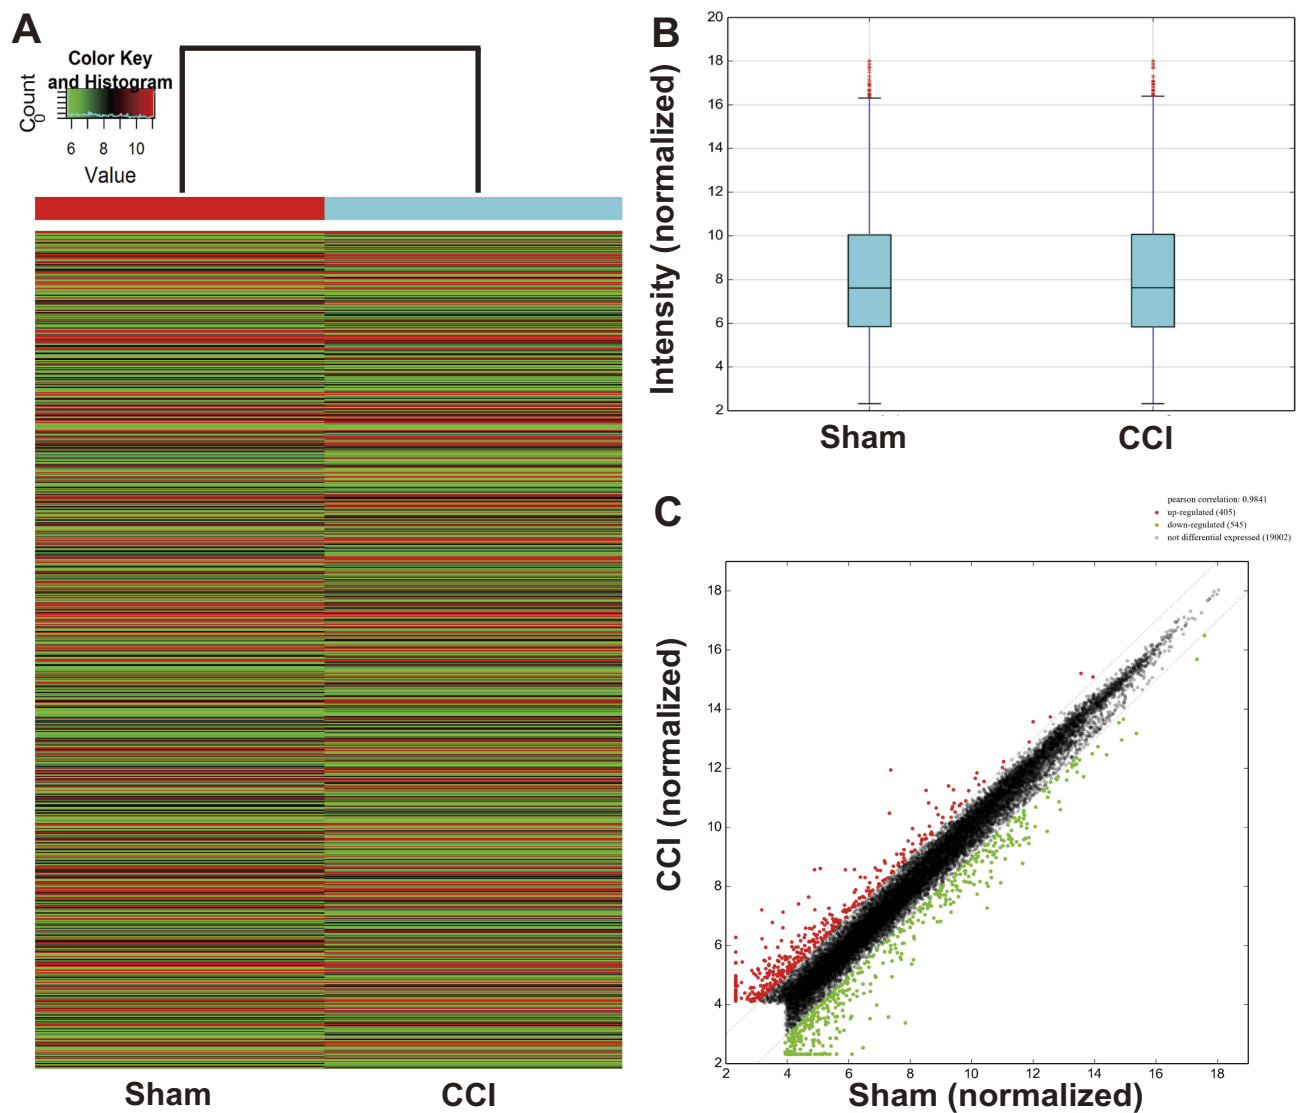 A
Color Key
and Histogram
Count
0
6 8 10
Value
Sham CCI
B
Intensity (normalized)
20
18
16
14
12
10
8
6
4
2
Sham CCI
C
pearson correlation: 0.9841
up-regulated (405)
down-regulated (545)
not differential expressed (19002)
CCI (normalized)
18
16
14
12
10
8
6
4
2
2 4 6 8 10 12 14 16 18
Sham (normalized)